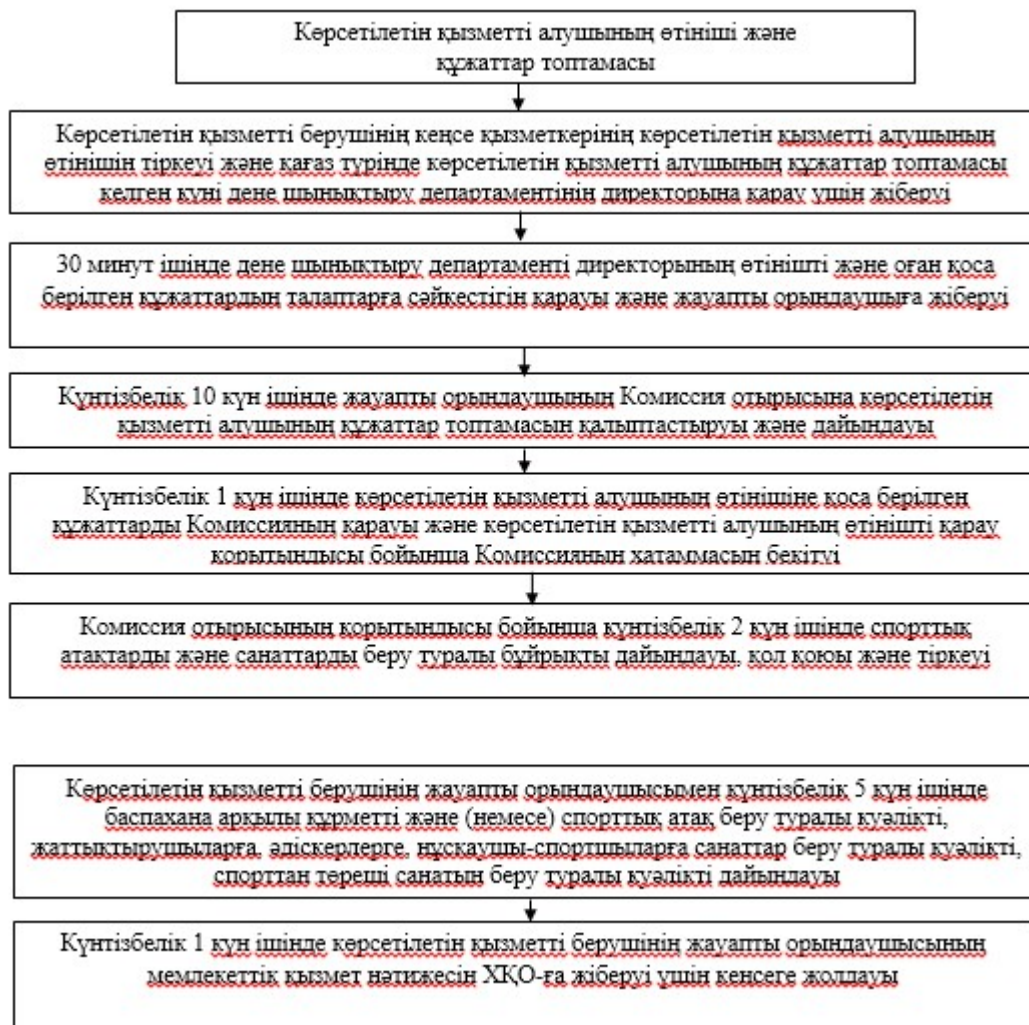 Көрсетілетін қызметті алушының өтініші және
құжаттар топтамасы
Көрсетілетін қызметті берушінің кеңсе қызметкерінің көрсетілетін қызметті алушының
өтінішін тіркеуі және қағаз түрінде көрсетілетін қызметті алушының құжаттар топтамасы
келген күні дене шынықтыру департаментінің директорына қарау үшін жіберуі
30 минут ішінде дене шынықтыру департаменті директорының өтінішті және оған қоса
берілген құжаттардың талаптарға сәйкестігін қарауы және жауапты орындаушыға жіберуі
Күнтізбелік 10 күн ішінде жауапты орындаушының Комиссия отырысына көрсетілетін
қызметті алушының құжаттар топтамасын қалыптастыруы және дайындауы
Күнтізбелік 1 күн ішінде көрсетілетін қызметті алушының өтінішіне қоса берілген
құжаттарды Комиссияның қарауы және көрсетілетін қызметті алушының өтінішті қарау
қорытындысы бойынша Комиссияның хатаммасын бекітуі
Комиссия отырысының қорытындысы бойынша күнтізбелік 2 күн ішінде спорттық
атақтарды және санаттарды беру туралы бұйрықты дайындауы, қол қоюы және тіркеуі
Көрсетілетін қызметті берушінің жауапты орындаушысымен күнтізбелік 5 күн ішінде
баспахана арқылы құрметті және (немесе) спорттық атақ беру туралы куәлікті,
жаттықтырушыларға, әдіскерлерге, нұсқаушы-спортшыларға санаттар беру туралы куәлікті,
спорттан төреші санатын беру туралы куәлікті дайындауы
Күнтізбелік 1 күн ішінде көрсетілетін қызметті берушінің жауапты орындаушысының
мемлекеттік қызмет нәтижесін ХҚО-ға жіберуі үшін кеңсеге жолдауы